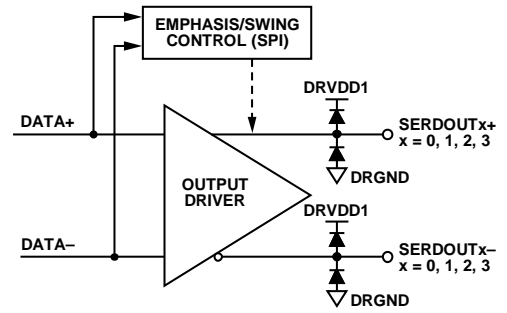 EMPHASIS/SWING
CONTROL (SPI)
DRVDD1
DATA+
SERDOUTx+
x = 0, 1, 2, 3
DRGND
OUTPUT
DRIVER
DRVDD1
DATA–
SERDOUTx–
x = 0, 1, 2, 3
DRGND